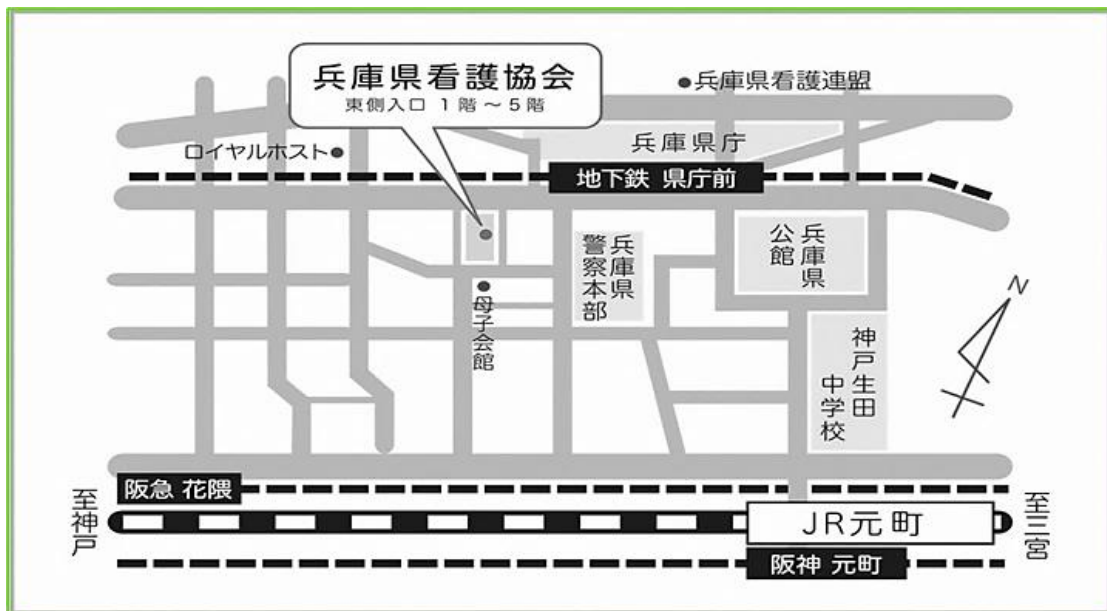 兵庫県看護協会
東側入口 1階～5階
兵庫県看護連盟
兵庫県庁
ロイヤルホスト
地下鉄 県庁前
兵庫県
警察本部
兵庫県
公館
母子会館
N
神戸生田
中学校
阪急 花隈
至神戸
JR元町
至三宮
阪神 元町